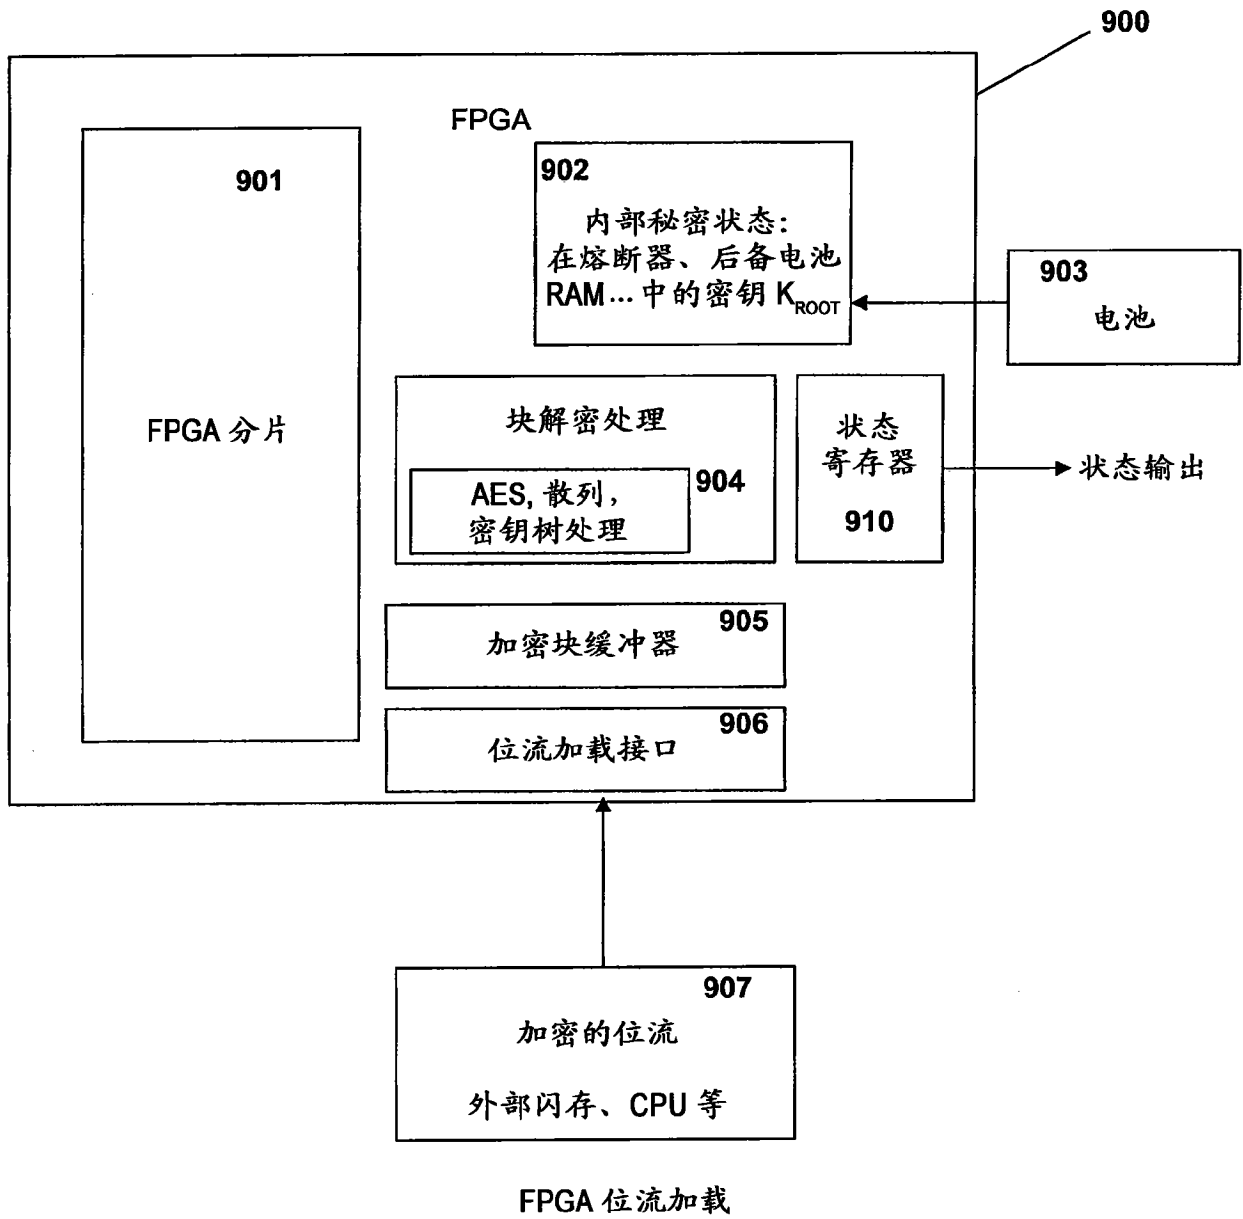 900
FPGA
901
FPGA 分片
902
内部秘密状态:
在熔断器、后备电池
RAM…中的密钥 KROOT
903
电池
块解密处理
904
AES, 散列，
密钥树处理
状态
寄存器
910
状态输出
905
加密块缓冲器
906
位流加载接口
907
加密的位流
外部闪存、CPU 等
FPGA 位流加载